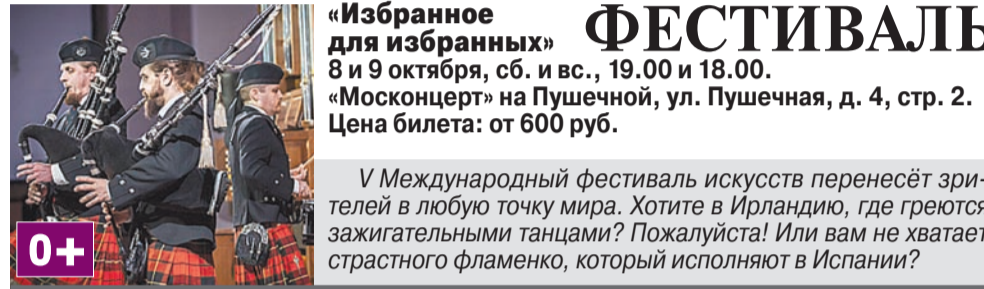 «Избранное
для избранных»
ФЕСТИВАЛЬ
8 и 9 октября, сб. и вс., 19.00 и 18.00.
«Москонцерт» на Пушечной, ул. Пушечная, д. 4, стр. 2.
Цена билета: от 600 руб.
V Международный фестиваль искусств перенесёт зри-
телей в любую точку мира. Хотите в Ирландию, где греются
зажигательными танцами? Пожалуйста! Или вам не хватает
страстного фламенко, который исполняют в Испании?
0+